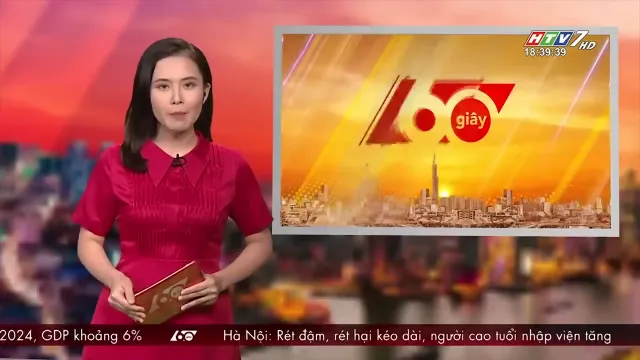 HTV7 HD
18:39:39
60 giây
2024, GDP khoảng 6% 60 Hà Nội: Rét đậm, rét hại kéo dài, người cao tuổi nhập viện tăng